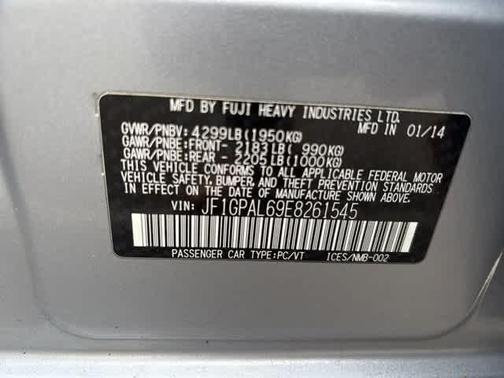 MFD BY FUJI HEAVY INDUSTRIES LTD.
MFD IN 01/14
GVWR/PNBV: 4299LB(1950KG)
GAWR/PNBE:FRONT- 2183LB( 990KG)
GAWR/PNBE:REAR - 2205LB(1000KG)
THIS VEHICLE CONFORMS TO ALL APPLICABLE FEDERAL MOTOR
VEHICLE SAFETY, BUMPER, AND THEFT PREVENTION STANDARDS
IN EFFECT ON THE DATE OF MANUFACTURE SHOWN ABOVE.
VIN: JF1GPAL69E8261545
PASSENGER CAR TYPE:PC/VT ICES/NMB-002